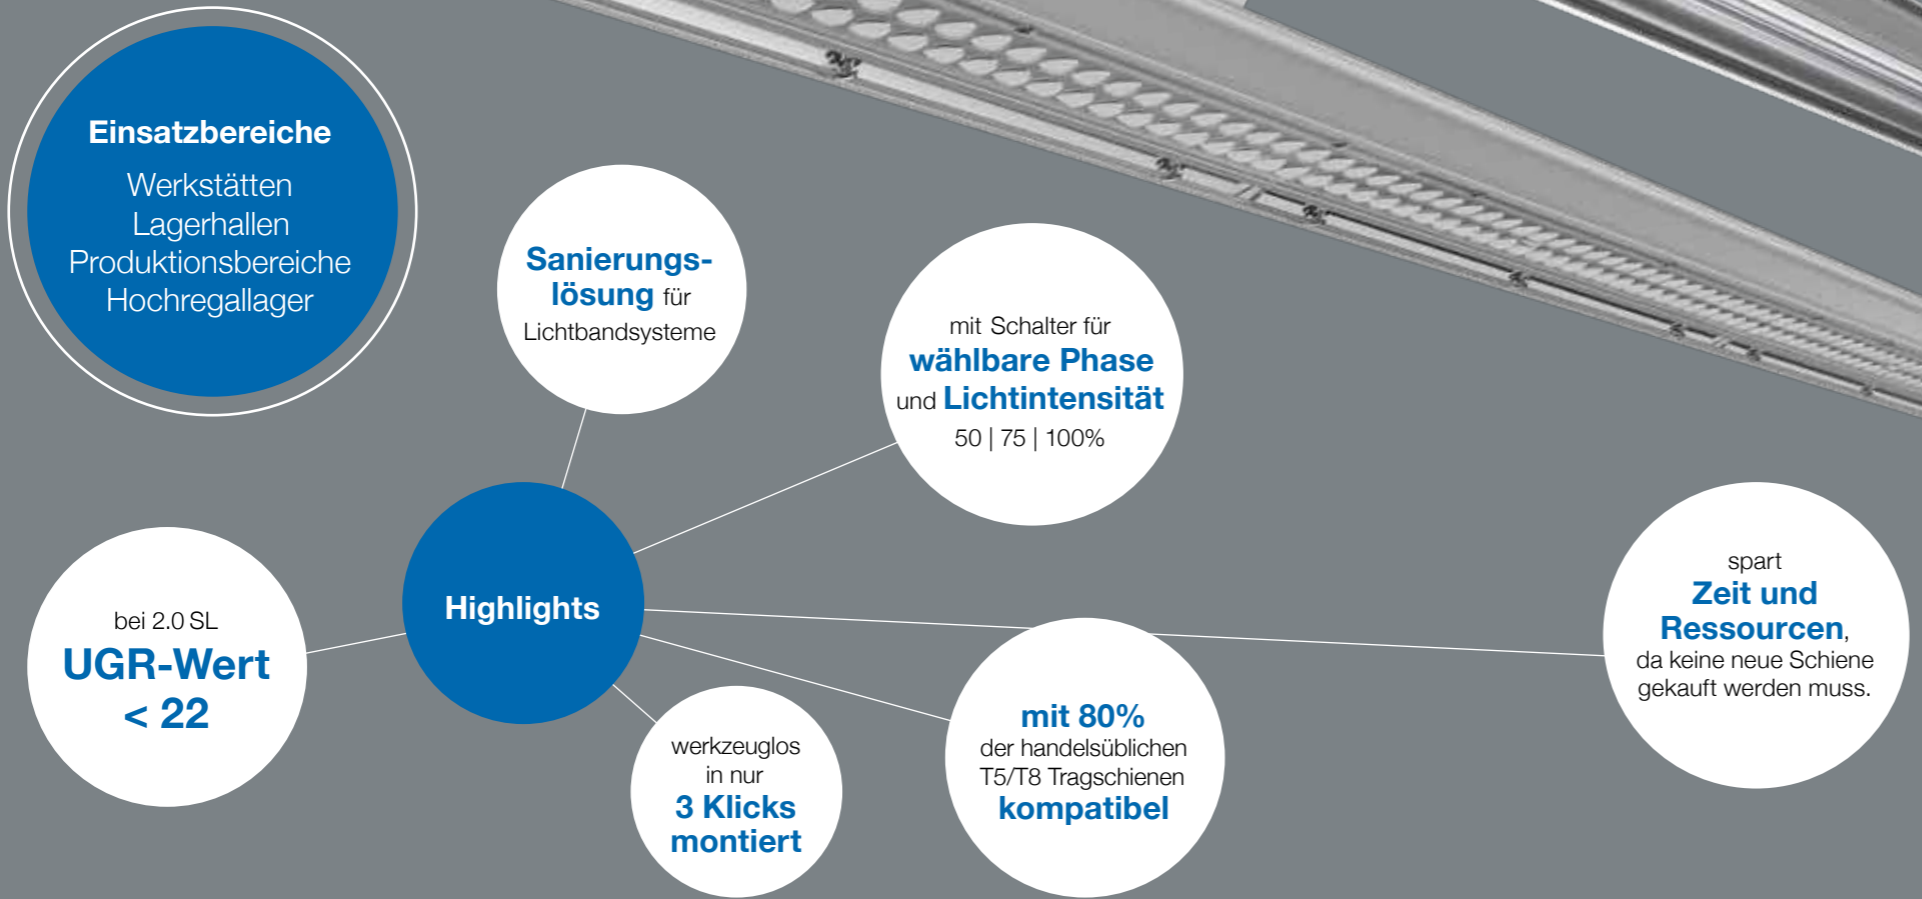 Einsatzbereiche
Werkstätten
Lagerhallen
Produktionsbereiche
Hochregallager
Sanierungs-
lösung für
Lichtbandsysteme
mit Schalter für
wählbare Phase
und Lichtintensität
50 | 75 | 100%
Highlights
bei 2.0 SL
UGR-Wert
< 22
werkzeuglos
in nur
3 Klicks
montiert
mit 80%
der handelsüblichen
T5/T8 Tragschienen
kompatibel
spart
Zeit und
Ressourcen,
da keine neue Schiene
gekauft werden muss.